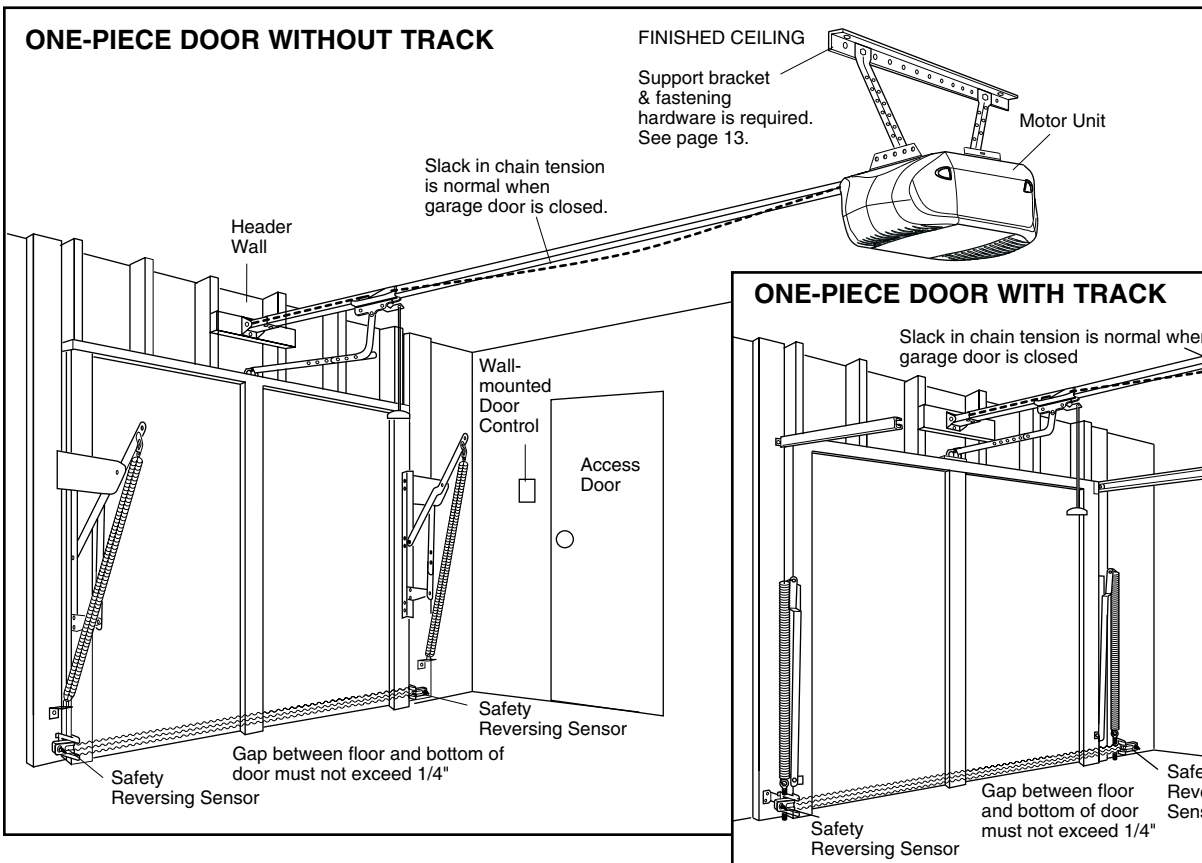 ONE-PIECE DOOR WITHOUT TRACK
FINISHED CEILING
Support bracket
& fastening
hardware is required.
See page 13.
Motor Unit
Slack in chain tension
is normal when
garage door is closed.
Header
Wall
Wall-
mounted
Door
Control
Access
Door
Safety
Reversing Sensor
Gap between floor and bottom of
door must not exceed 1/4"
Safety
Reversing Sensor
ONE-PIECE DOOR WITH TRACK
Slack in chain tension is normal when
garage door is closed
Gap between floor
and bottom of door
must not exceed 1/4"
Safety
Reversing Sensor